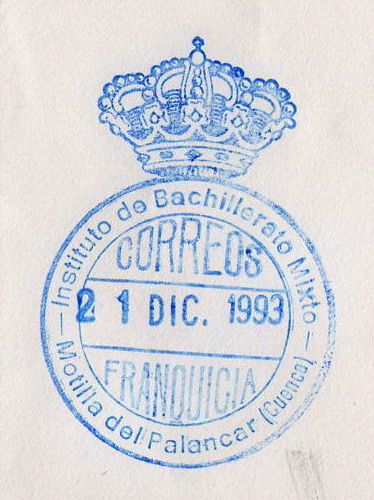 — Instituto de Bachillerato Mixto —
CORREOS
21 DIC. 1993
FRANQUICIA
Motilla del Palancar (Cuenca)